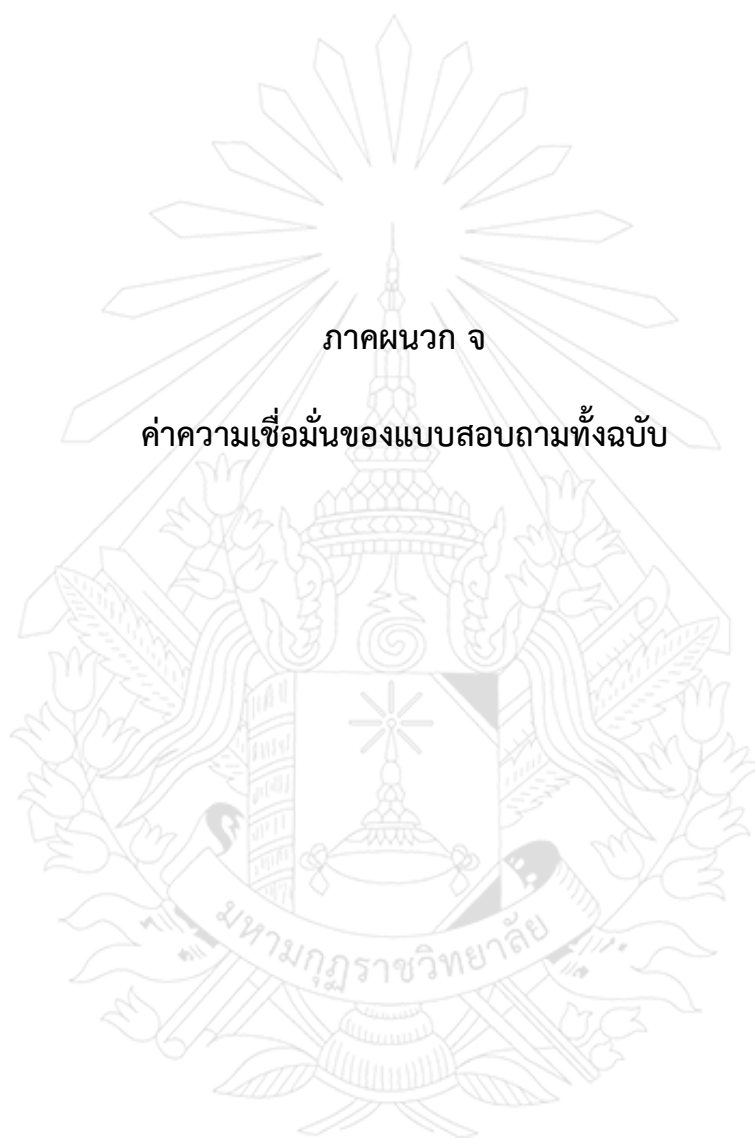 ภาคผนวก จ
ค่าความเชื่อมั่นของแบบสอบถามทั้งฉบับ
มหามกุฏราชวิทยาลัย